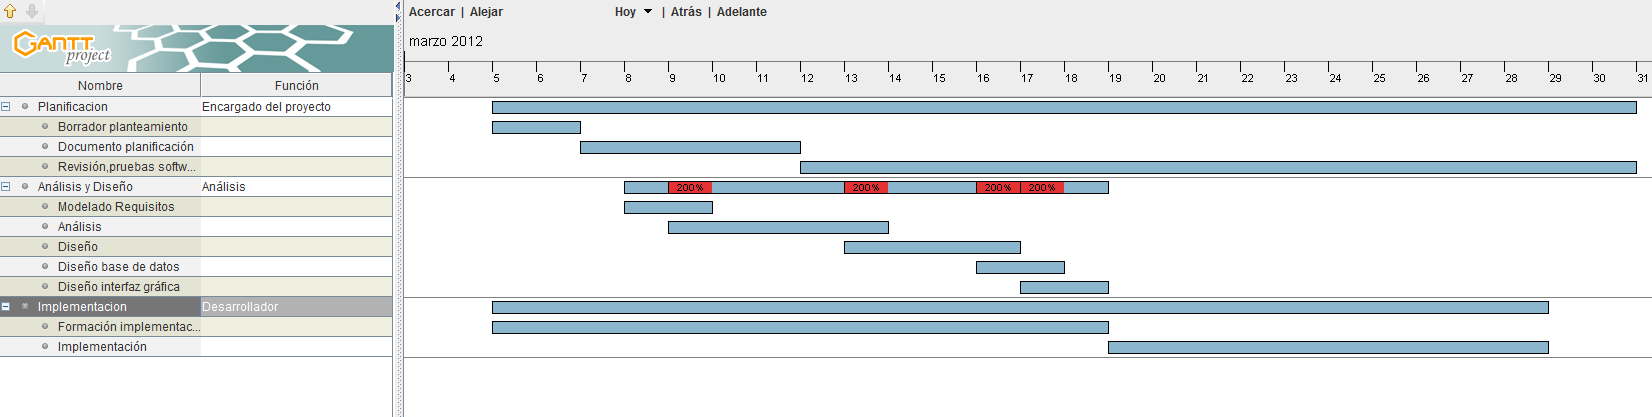 Acercar | Alejar Hoy | Atrás | Adelante
GANTT project
marzo 2012
3 4 5 6 7 8 9 10 11 12 13 14 15 16 17 18 19 20 21 22 23 24 25 26 27 28 29 30 31
Nombre Función
Planificacion Encargado del proyecto
Borrador planteamiento
Documento planificación
Revisión,pruebas softw...
Análisis y Diseño Análisis 200% 200% 200% 200%
Modelado Requisitos
Análisis
Diseño
Diseño base de datos
Diseño interfaz gráfica
Implementacion Desarrollador
Formación implementac...
Implementación